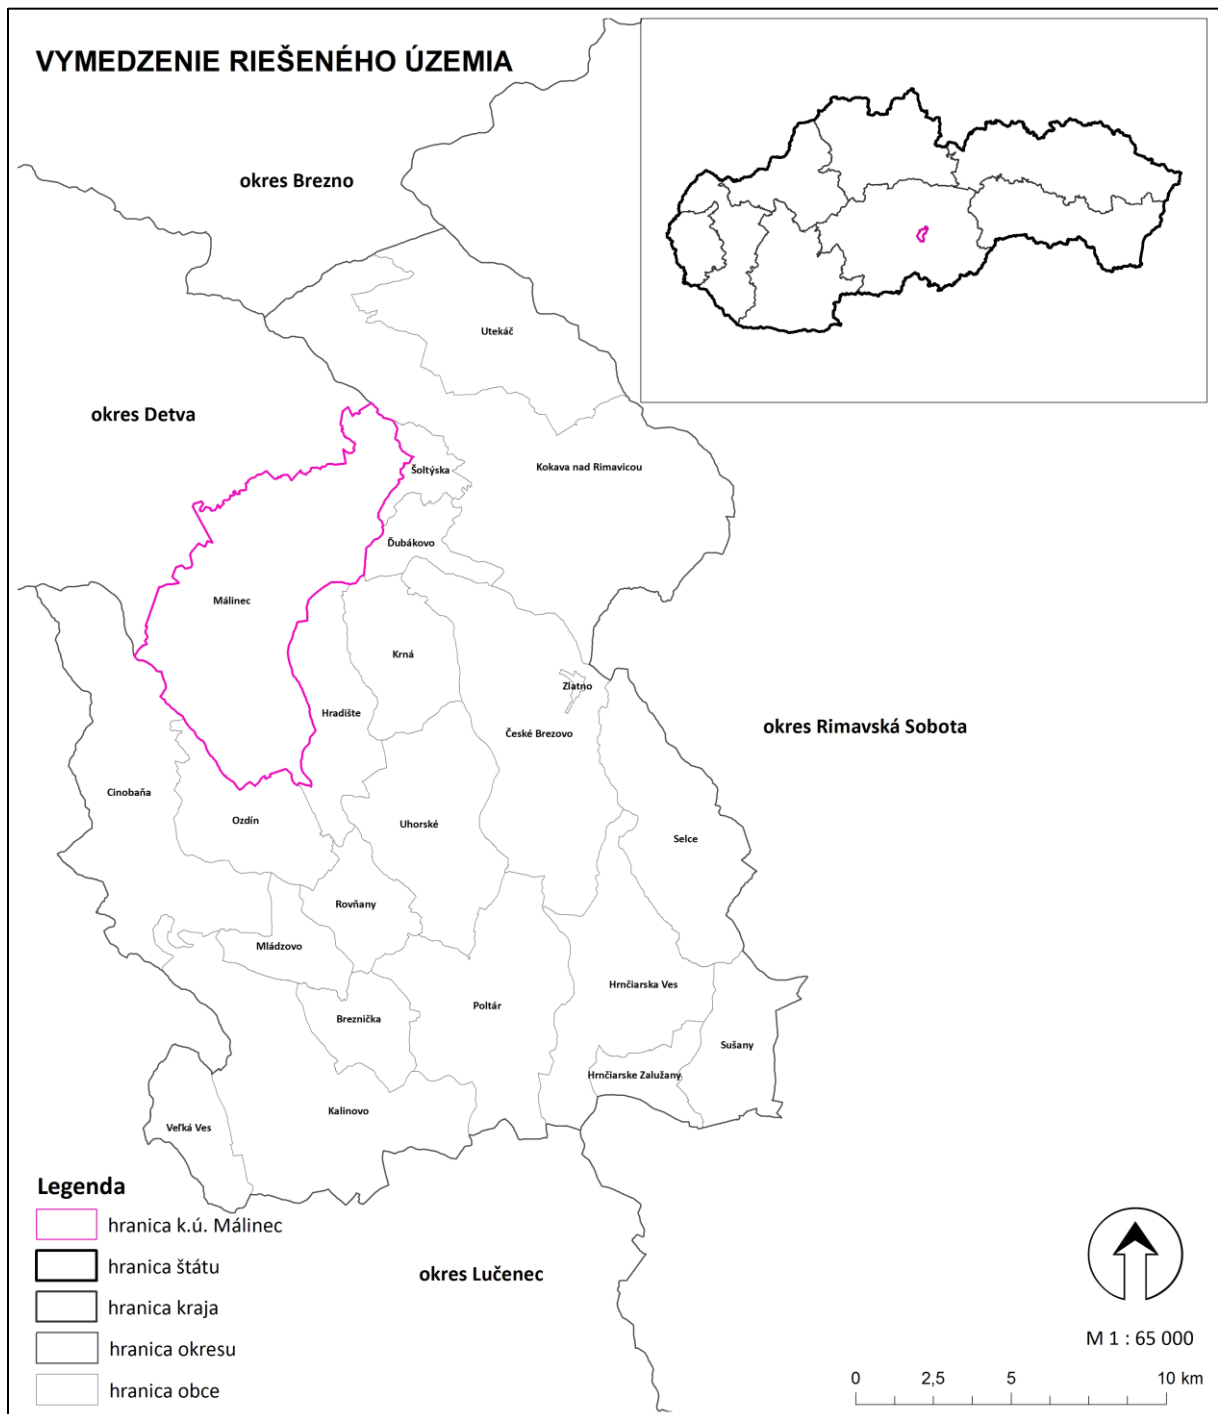 VYMEDZENIE RIEŠENÉHO ÚZEMIA
okres Brezno
Utekáč
okres Detva
Šoltýska
Kokava nad Rimavicou
Ďubákovo
Málinec
Krná
Zlatno
Hradište
České Brezovo
okres Rimavská Sobota
Cinobaňa
Ozdín
Uhorské
Selce
Rovňany
Mládzovo
Hrnčiarska Ves
Poltár
Breznička
Sušany
Hrnčiarske Zalužany
Kalinovo
Veľká Ves
okres Lučenec
Legenda
hranica k.ú. Málinec
hranica štátu
hranica kraja
hranica okresu
hranica obce
M 1 : 65 000
0 2,5 5 10 km